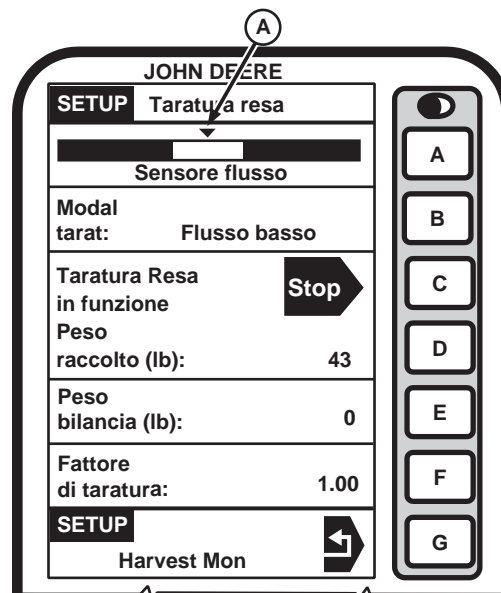 A
JOHN DEERE
SETUP Taratura resa
Sensore flusso
Modal
tarat: Flusso basso
Taratura Resa
in funzione
Stop
Peso
raccolto (lb): 43
Peso
bilancia (lb): 0
Fattore
di taratura: 1.00
SETUP
Harvest Mon
A
B
C
D
E
F
G